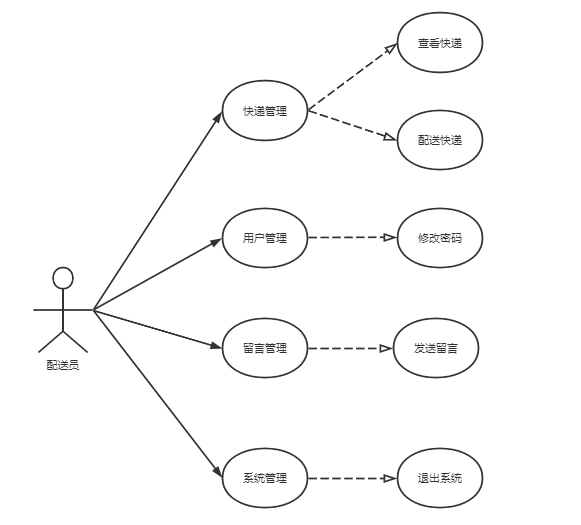 查看快递
快递管理
配送快递
用户管理
修改密码
配送员
留言管理
发送留言
系统管理
退出系统